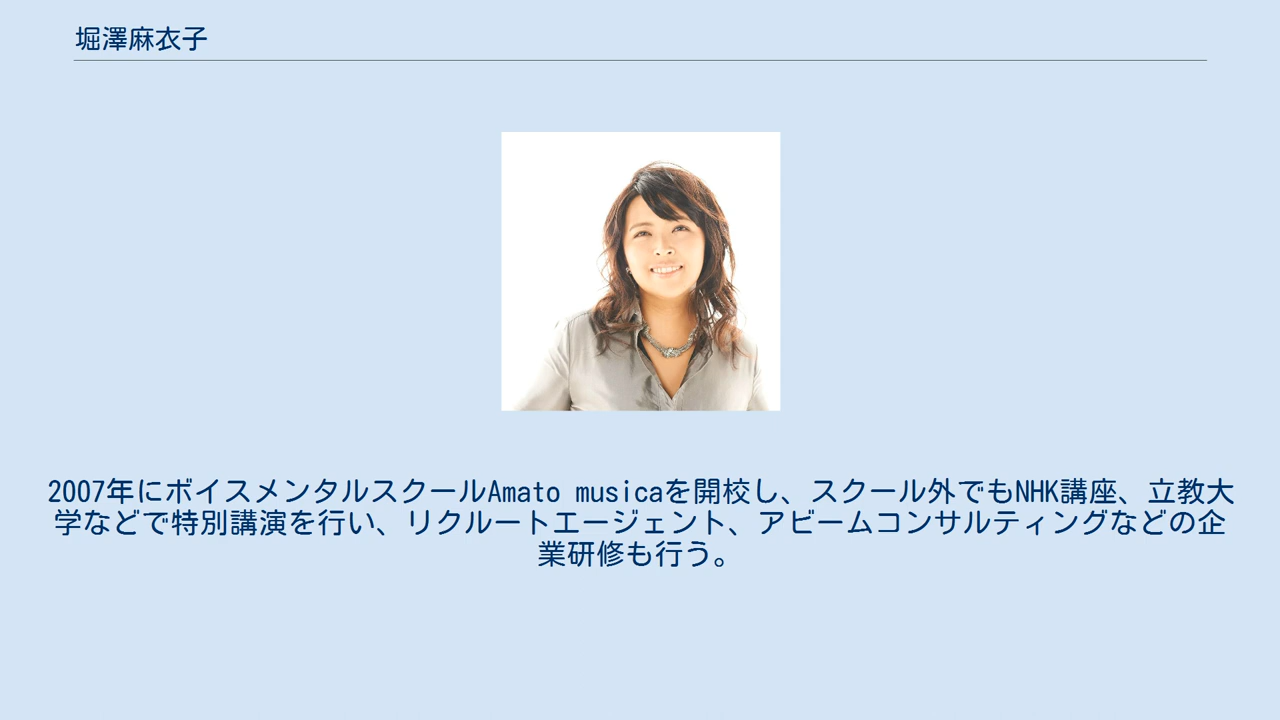 堀澤麻衣子
2007年にボイスメンタルスクールAmato musicaを開校し、スクール外でもNHK講座、立教大
学などで特別講演を行い、リクルートエージェント、アビームコンサルティングなどの企
業研修も行う。